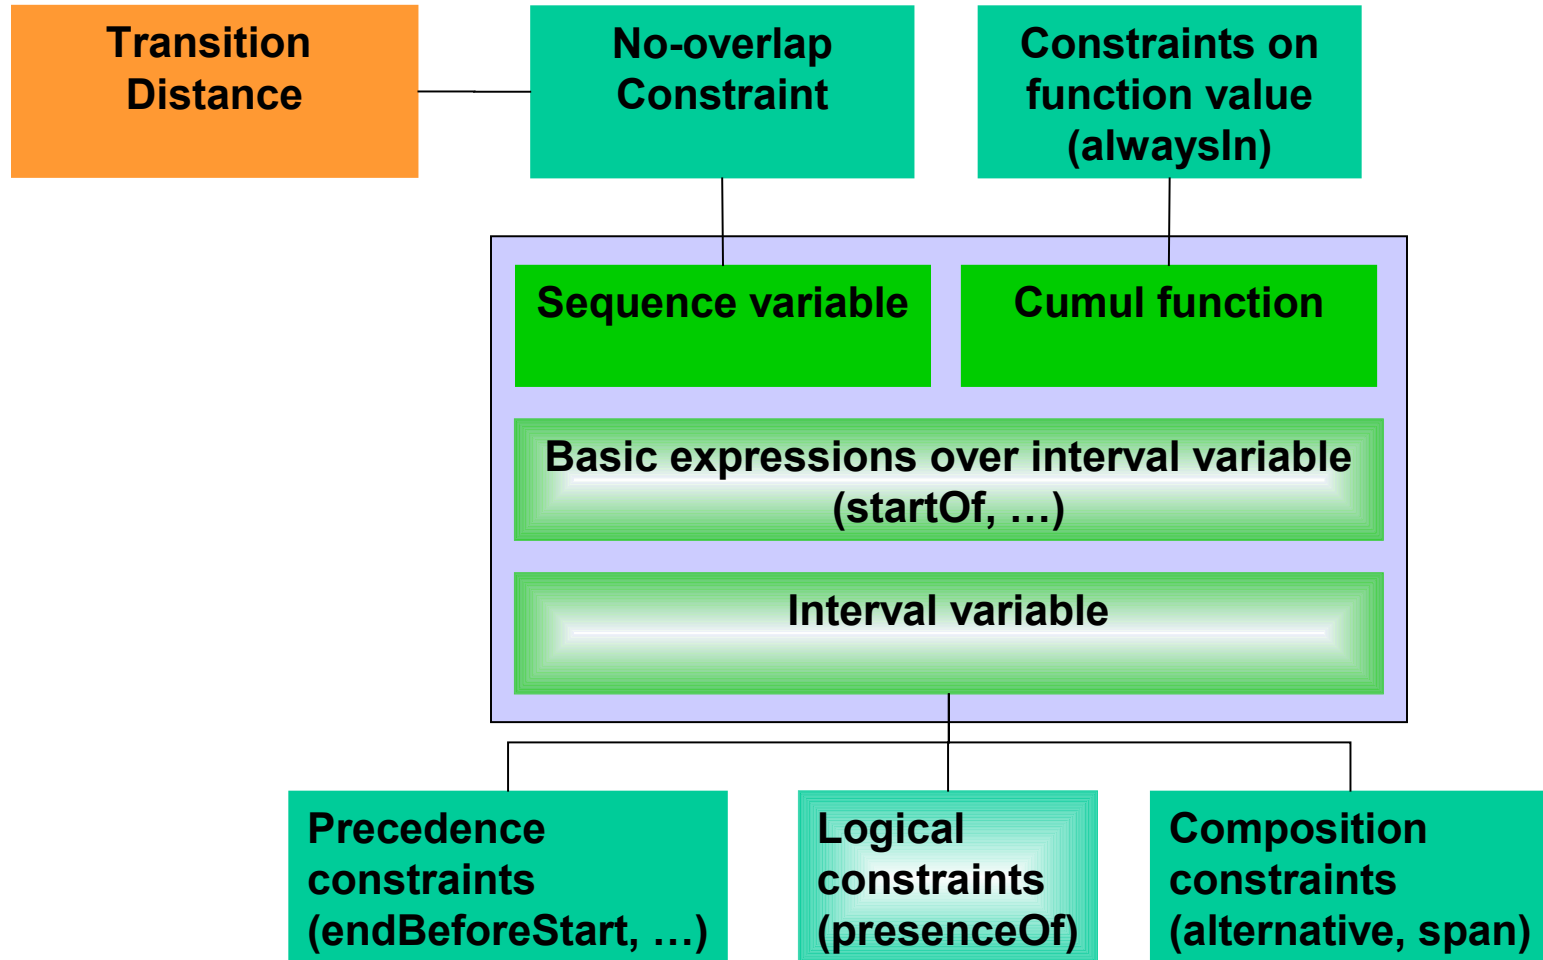 Transition
Distance
No-overlap
Constraint
Constraints on
function value
(alwaysIn)
Sequence variable
Cumul function
Basic expressions over interval variable
(startOf, …)
Interval variable
Precedence
constraints
(endBeforeStart, …)
Logical
constraints
(presenceOf)
Composition
constraints
(alternative, span)